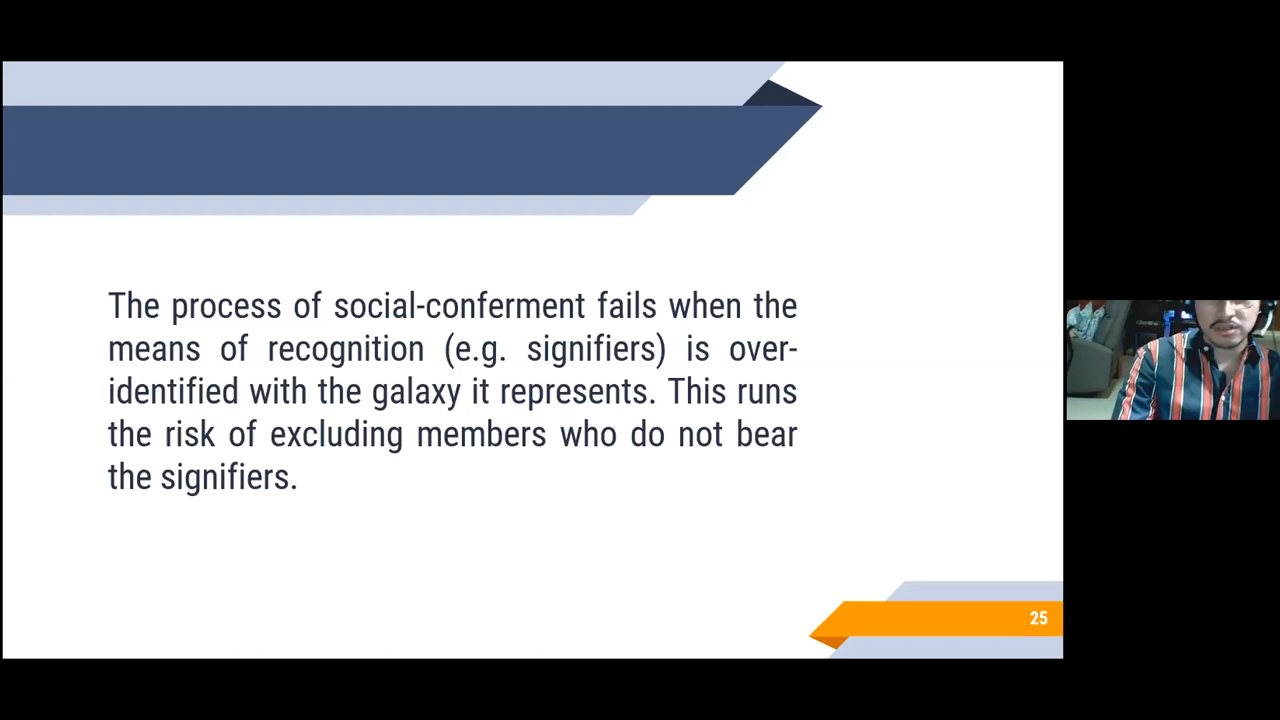 The process of social-conferment fails when the
means of recognition (e.g. signifiers) is over-
identified with the galaxy it represents. This runs
the risk of excluding members who do not bear
the signifiers.
25